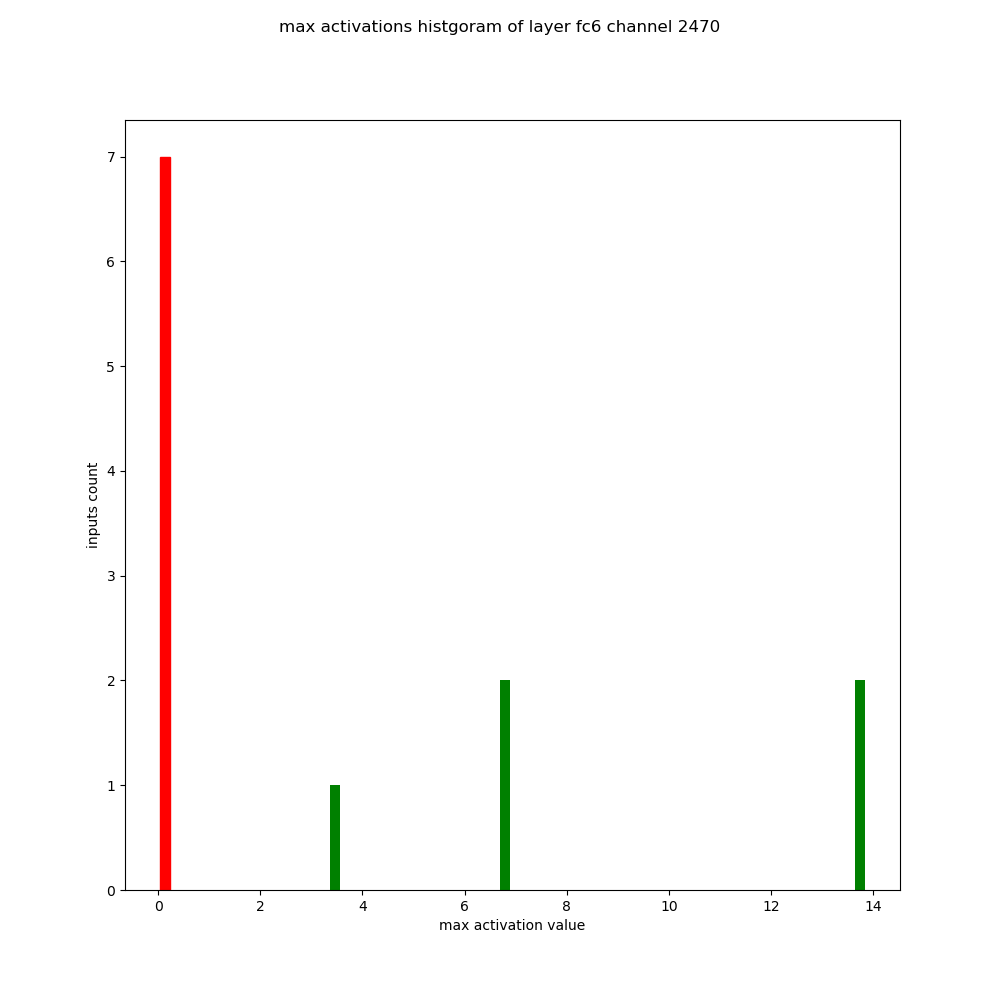 max activations histgoram of layer fc6 channel 2470
7
6
5
4
3
2
1
0
inputs count
0 2 4 6 8 10 12 14
max activation value